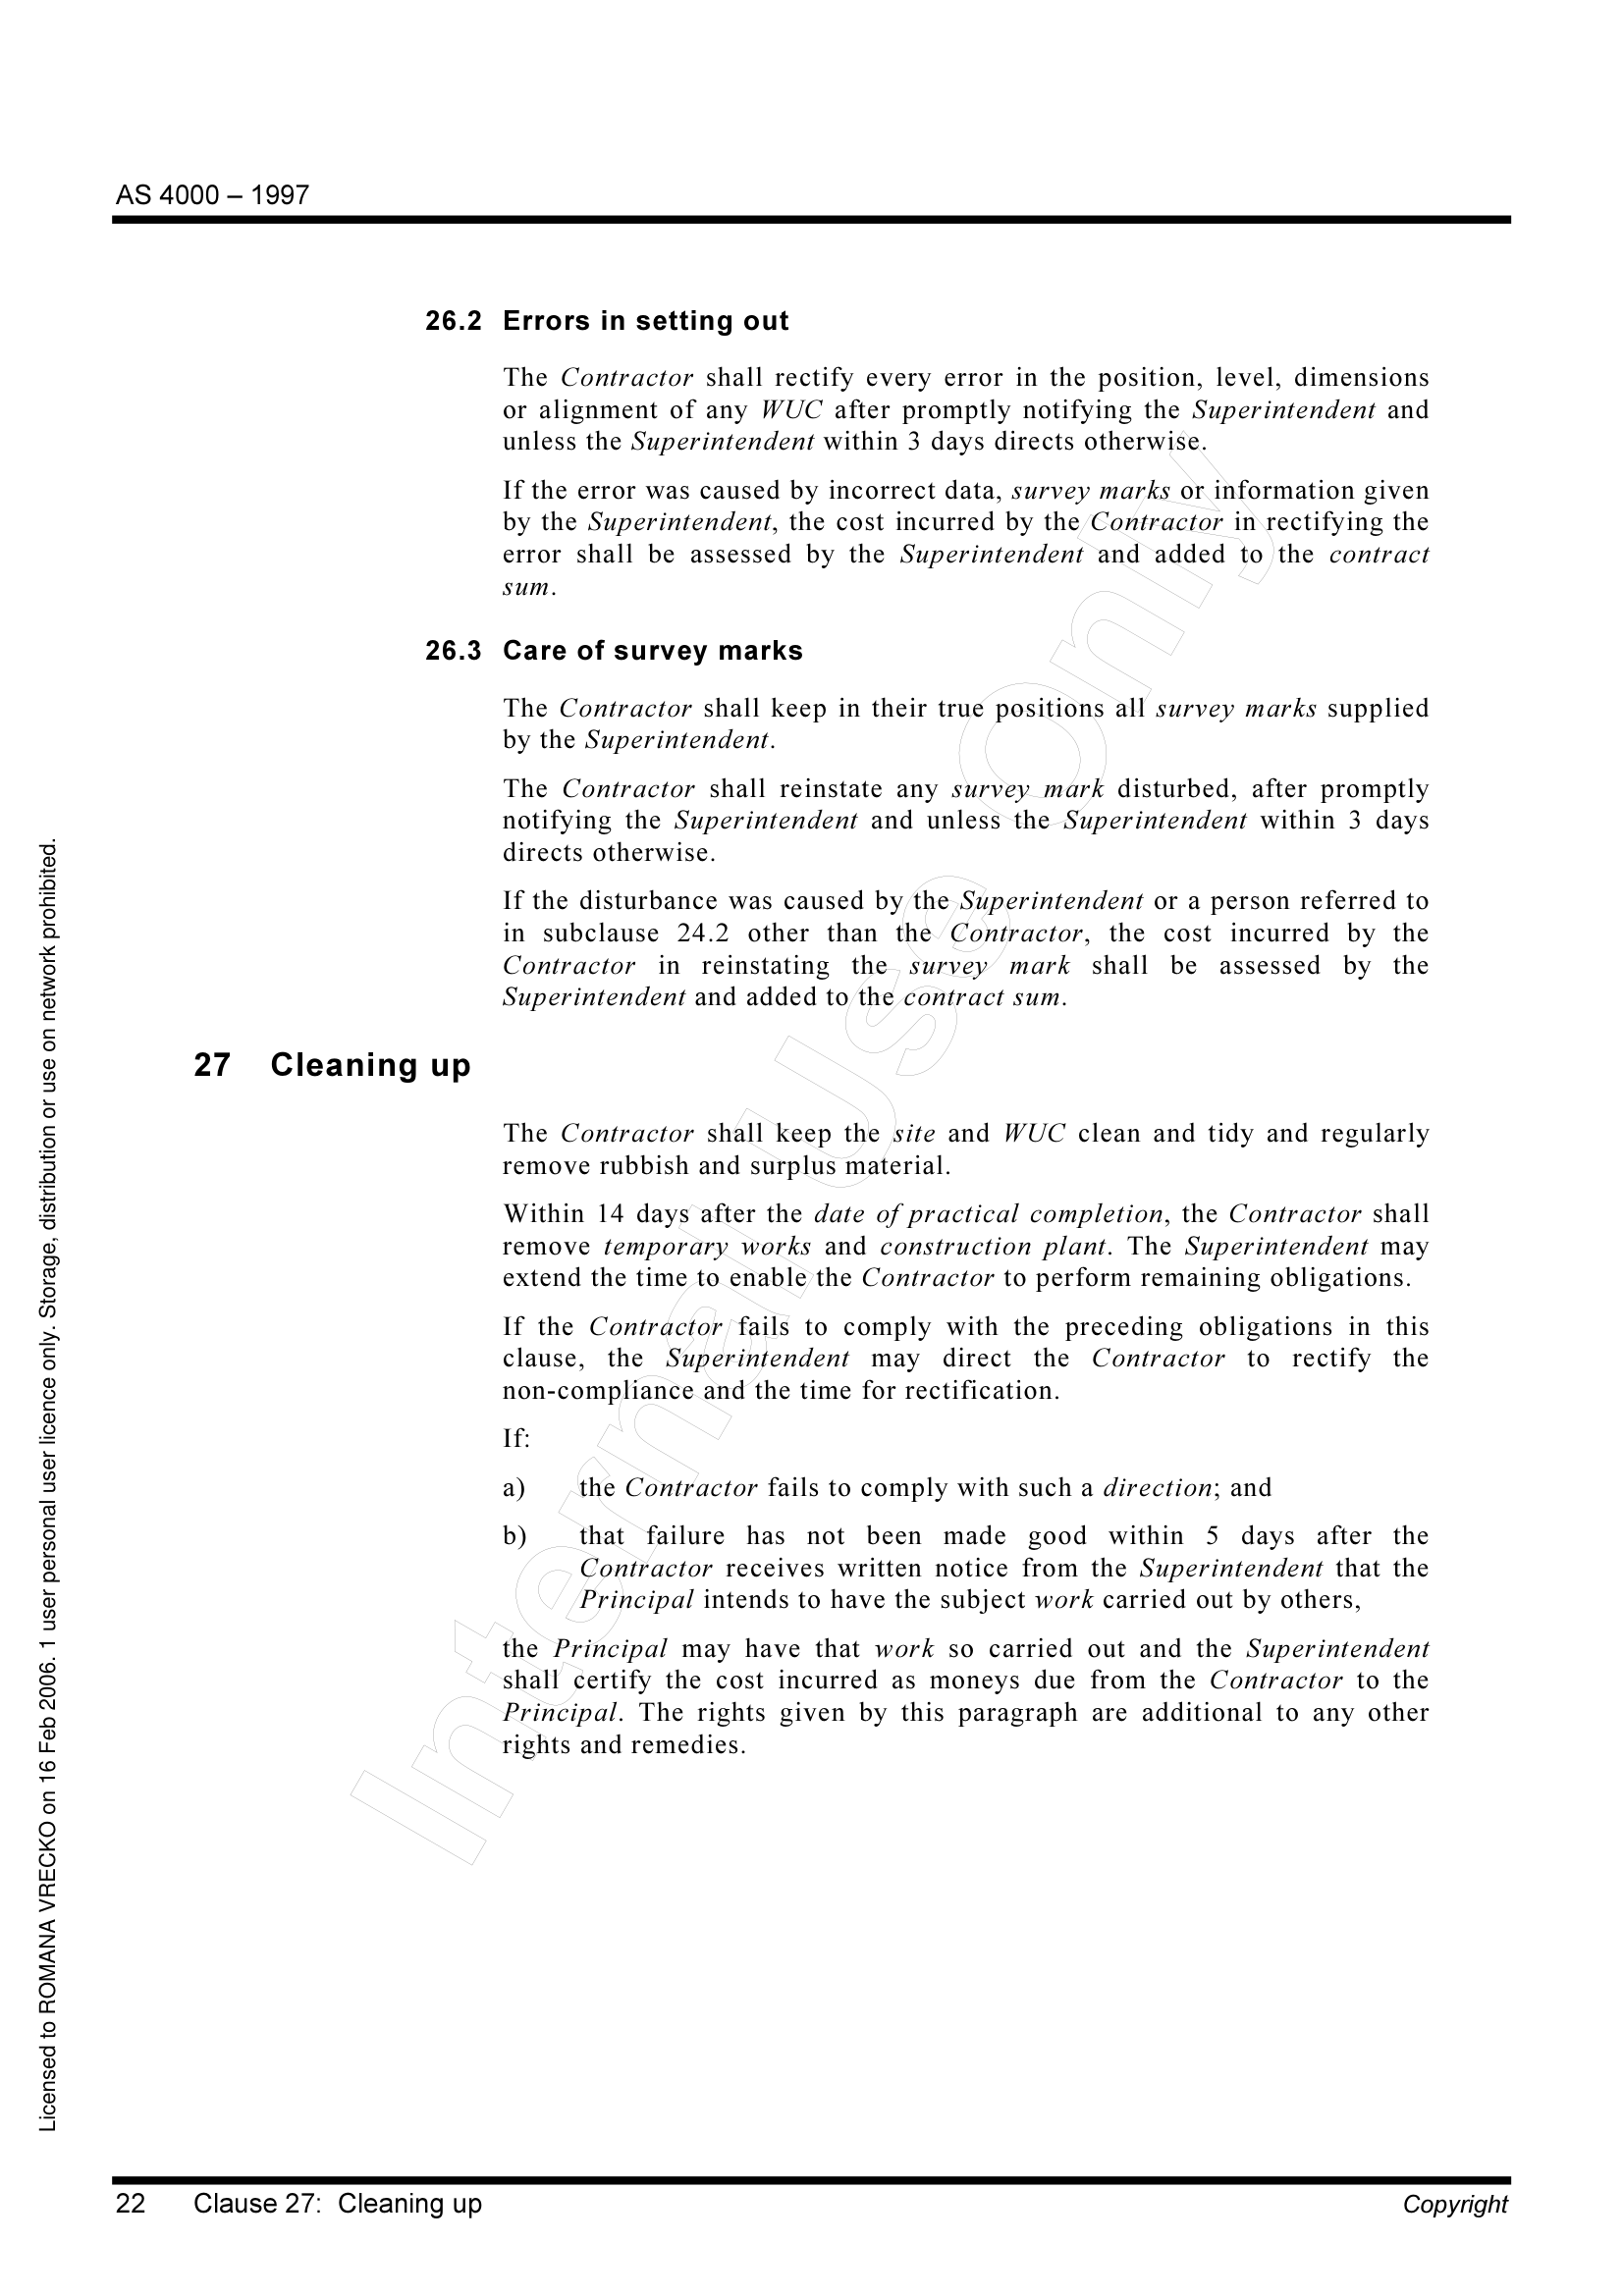 AS 4000 – 1997
26.2 Errors in setting out
The Contractor shall rectify every error in the position, level, dimensions
or alignment of any WUC after promptly notifying the Superintendent and
unless the Superintendent within 3 days directs otherwise.
If the error was caused by incorrect data, survey marks or information given
by the Superintendent, the cost incurred by the Contractor in rectifying the
error shall be assessed by the Superintendent and added to the contract
sum.
26.3 Care of survey marks
The Contractor shall keep in their true positions all survey marks supplied
by the Superintendent.
The Contractor shall reinstate any survey mark disturbed, after promptly
notifying the Superintendent and unless the Superintendent within 3 days
directs otherwise.
If the disturbance was caused by the Superintendent or a person referred to
in subclause 24.2 other than the Contractor, the cost incurred by the
Contractor in reinstating the survey mark shall be assessed by the
Superintendent and added to the contract sum.
27 Cleaning up
The Contractor shall keep the site and WUC clean and tidy and regularly
remove rubbish and surplus material.
Within 14 days after the date of practical completion, the Contractor shall
remove temporary works and construction plant. The Superintendent may
extend the time to enable the Contractor to perform remaining obligations.
If the Contractor fails to comply with the preceding obligations in this
clause, the Superintendent may direct the Contractor to rectify the
non-compliance and the time for rectification.
If:
a) the Contractor fails to comply with such a direction; and
b) that failure has not been made good within 5 days after the
Contractor receives written notice from the Superintendent that the
Principal intends to have the subject work carried out by others,
the Principal may have that work so carried out and the Superintendent
shall certify the cost incurred as moneys due from the Contractor to the
Principal. The rights given by this paragraph are additional to any other
rights and remedies.
22 Clause 27: Cleaning up Copyright
Licensed to ROMANA VRECKO on 16 Feb 2006. 1 user personal user licence only. Storage, distribution or use on network prohibited.
Internal Use Only